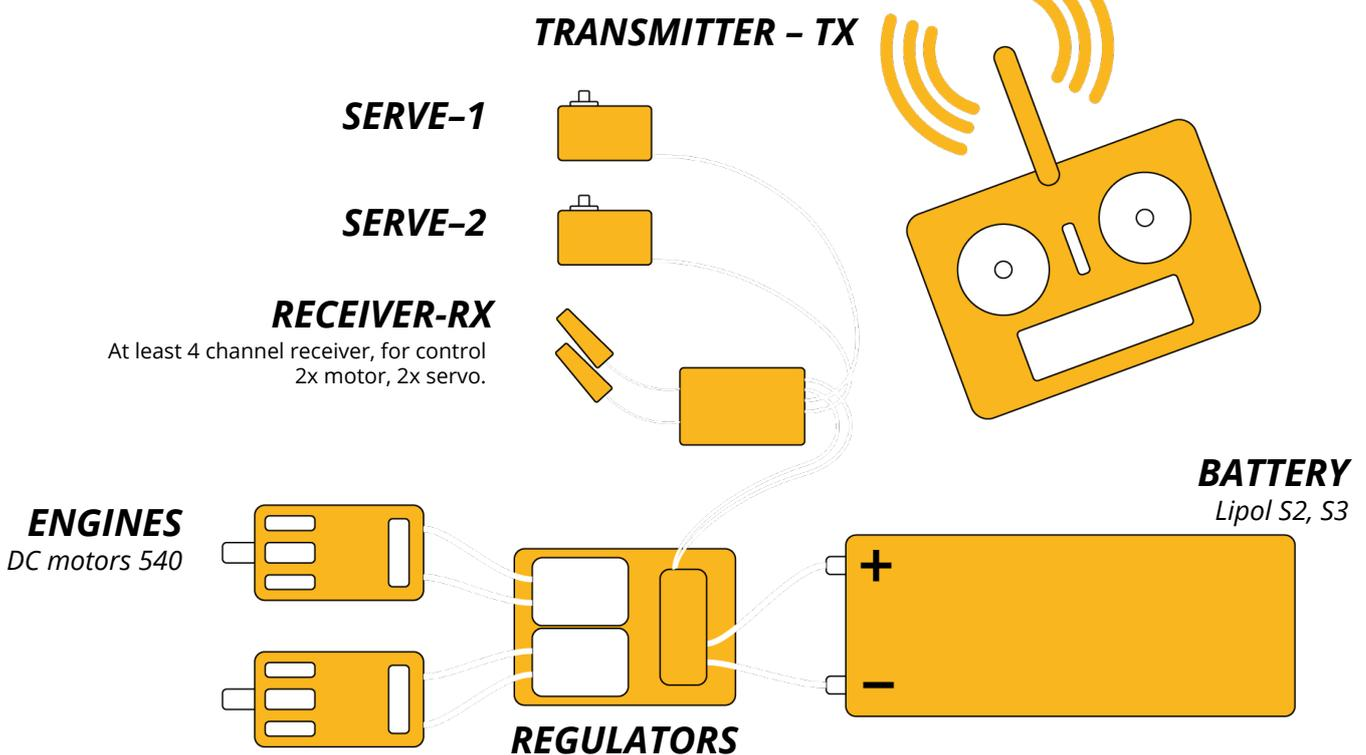 TRANSMITTER – TX
SERVE–1
SERVE–2
RECEIVER-RX
At least 4 channel receiver, for control
2x motor, 2x servo.
BATTERY
Lipol S2, S3
ENGINES
DC motors 540
+
–
REGULATORS